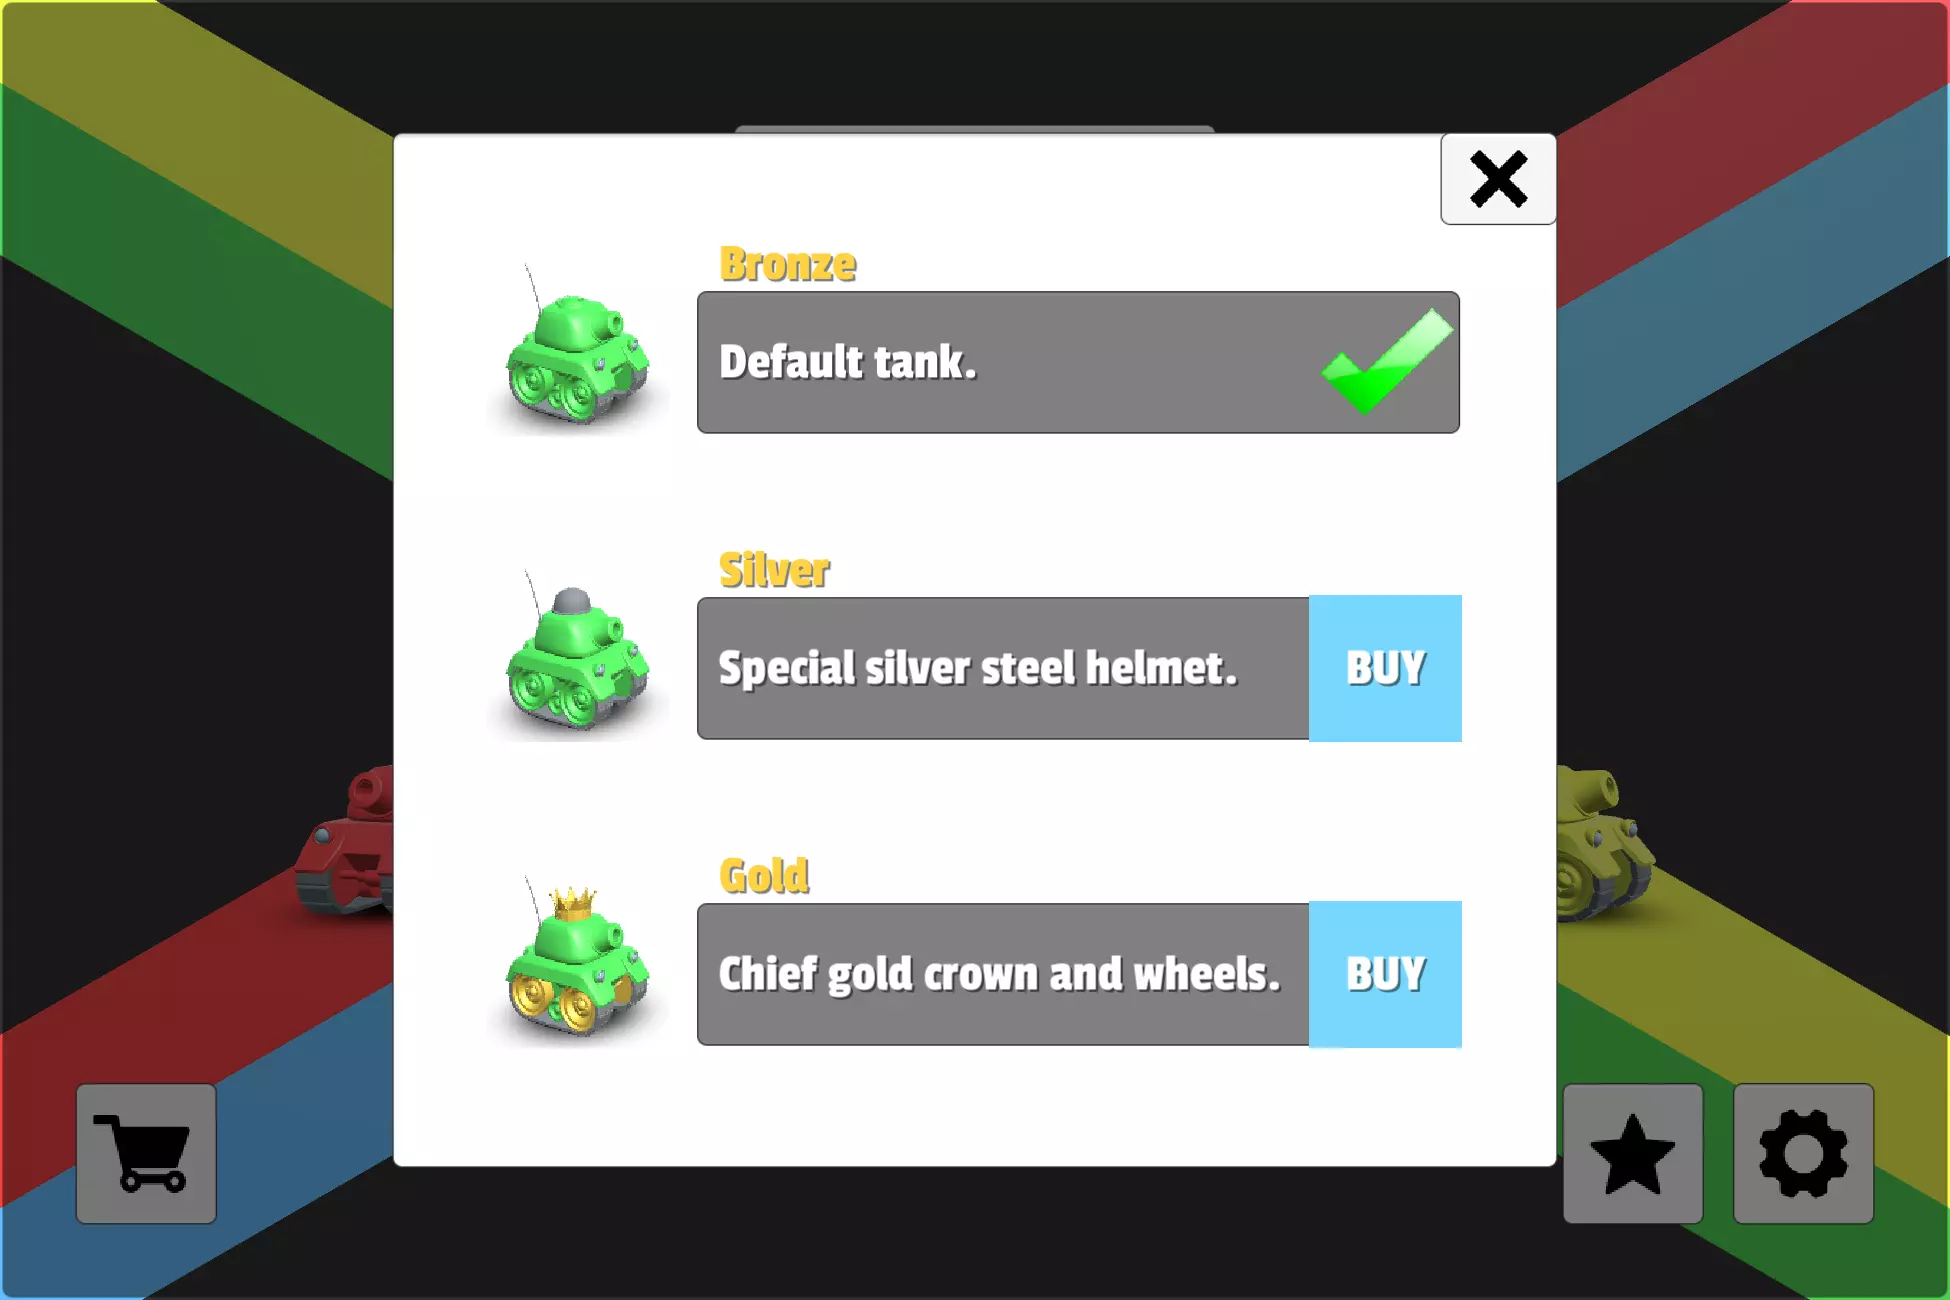 Bronze
Default tank.
Silver
Special silver steel helmet.
BUY
Gold
Chief gold crown and wheels.
BUY